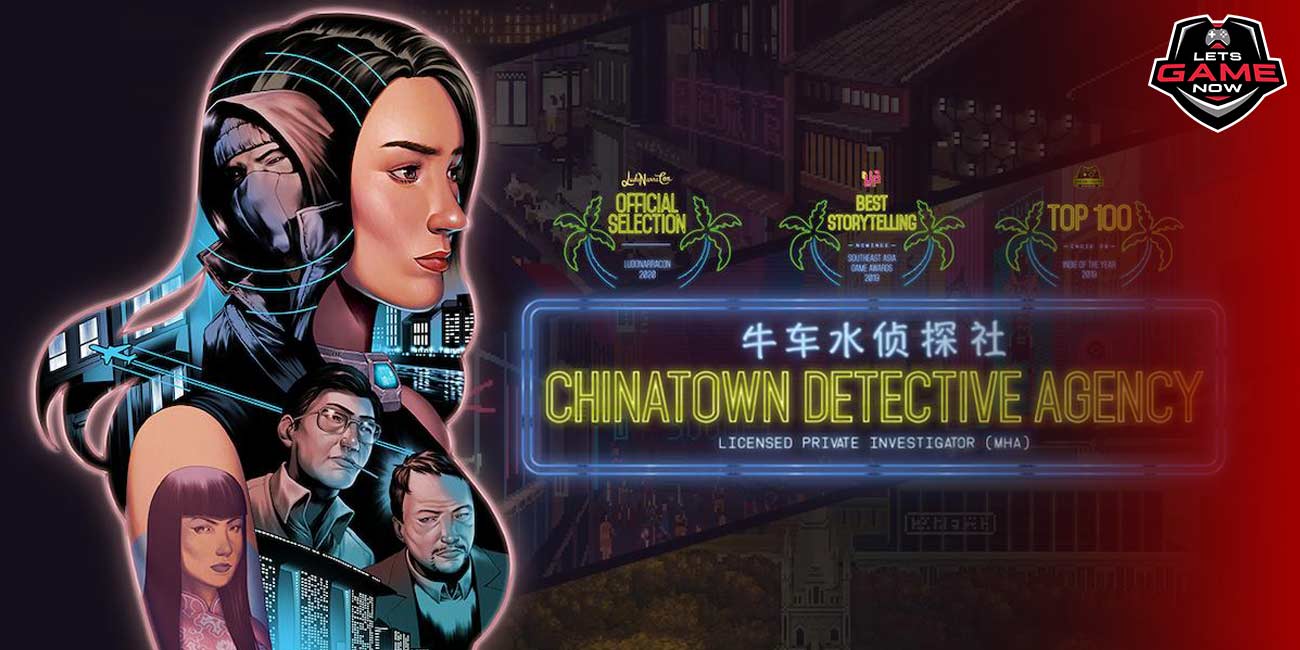 LETS
GAME
NOW
LudoNarraCon
OFFICIAL
SELECTION
LUDONARRACON
2020
BEST
STORYTELLING
NOMINEE
SOUTHEAST ASIA
GAME AWARDS
2019
TOP 100
INDIE OF THE YEAR
2019
牛车水侦探社
CHINATOWN DETECTIVE AGENCY
LICENSED PRIVATE INVESTIGATOR (MHA)